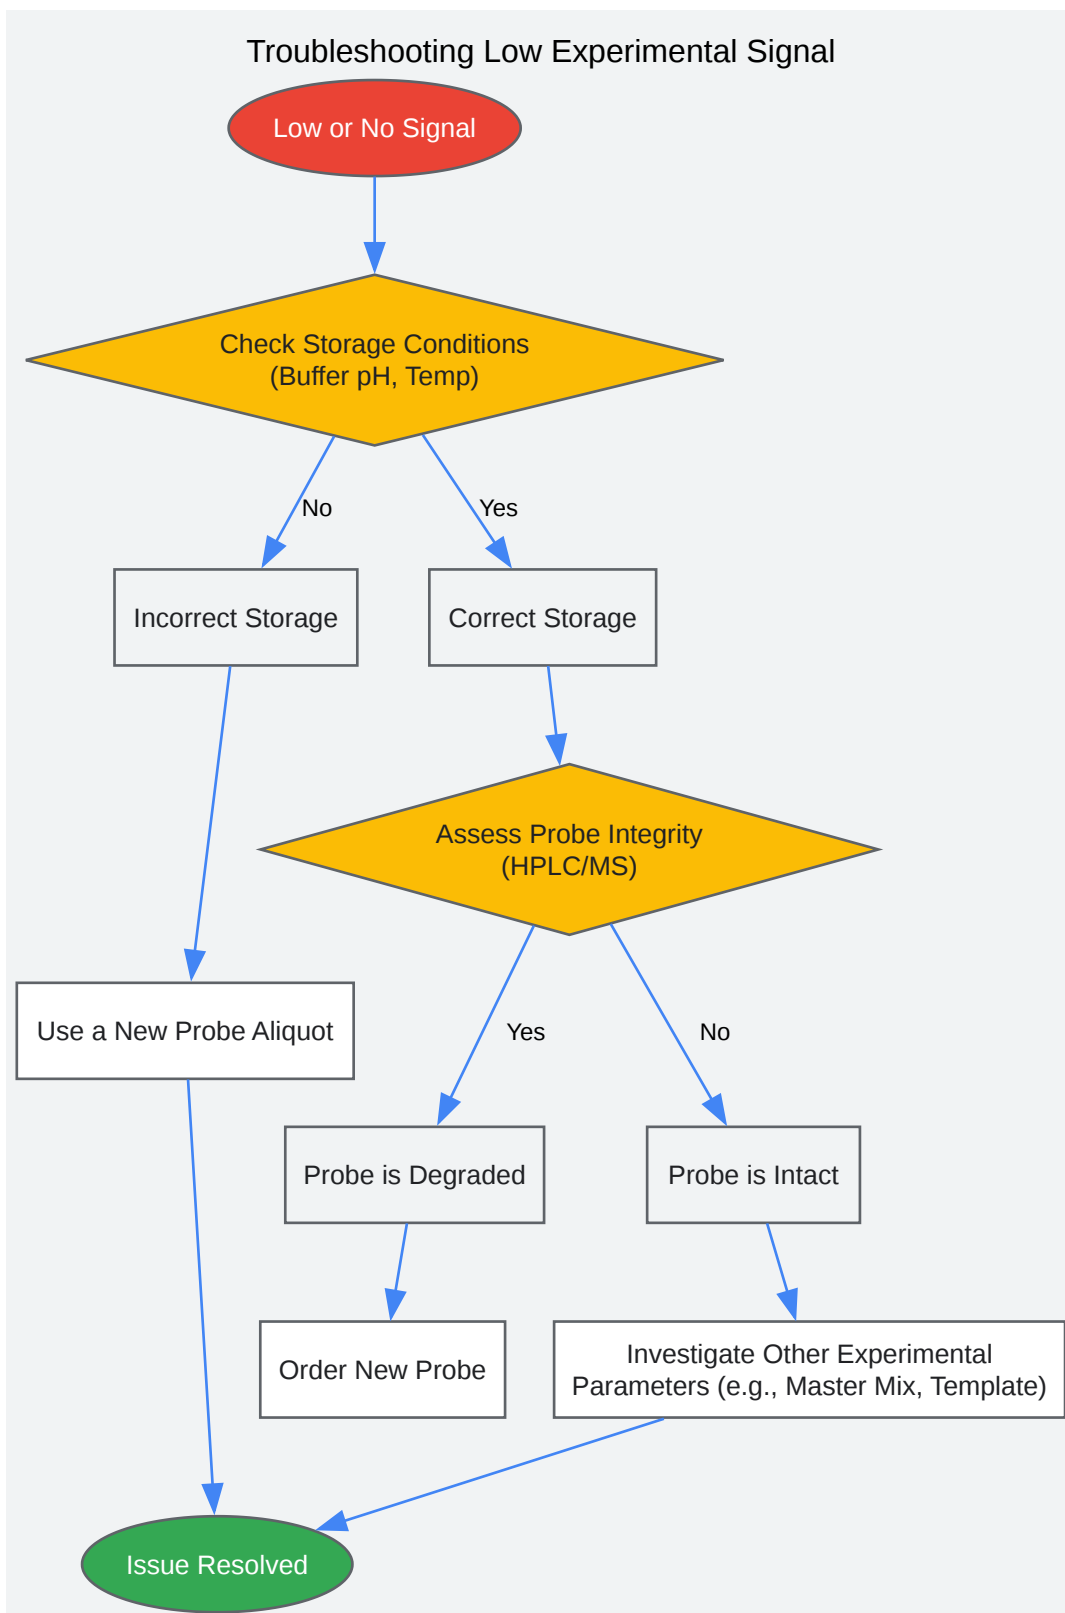 Troubleshooting Low Experimental Signal
Low or No Signal
Check Storage Conditions
(Buffer pH, Temp)
No
Yes
Incorrect Storage
Correct Storage
Assess Probe Integrity
(HPLC/MS)
Use a New Probe Aliquot
Yes
No
Probe is Degraded
Probe is Intact
Order New Probe
Investigate Other Experimental
Parameters (e.g., Master Mix, Template)
Issue Resolved